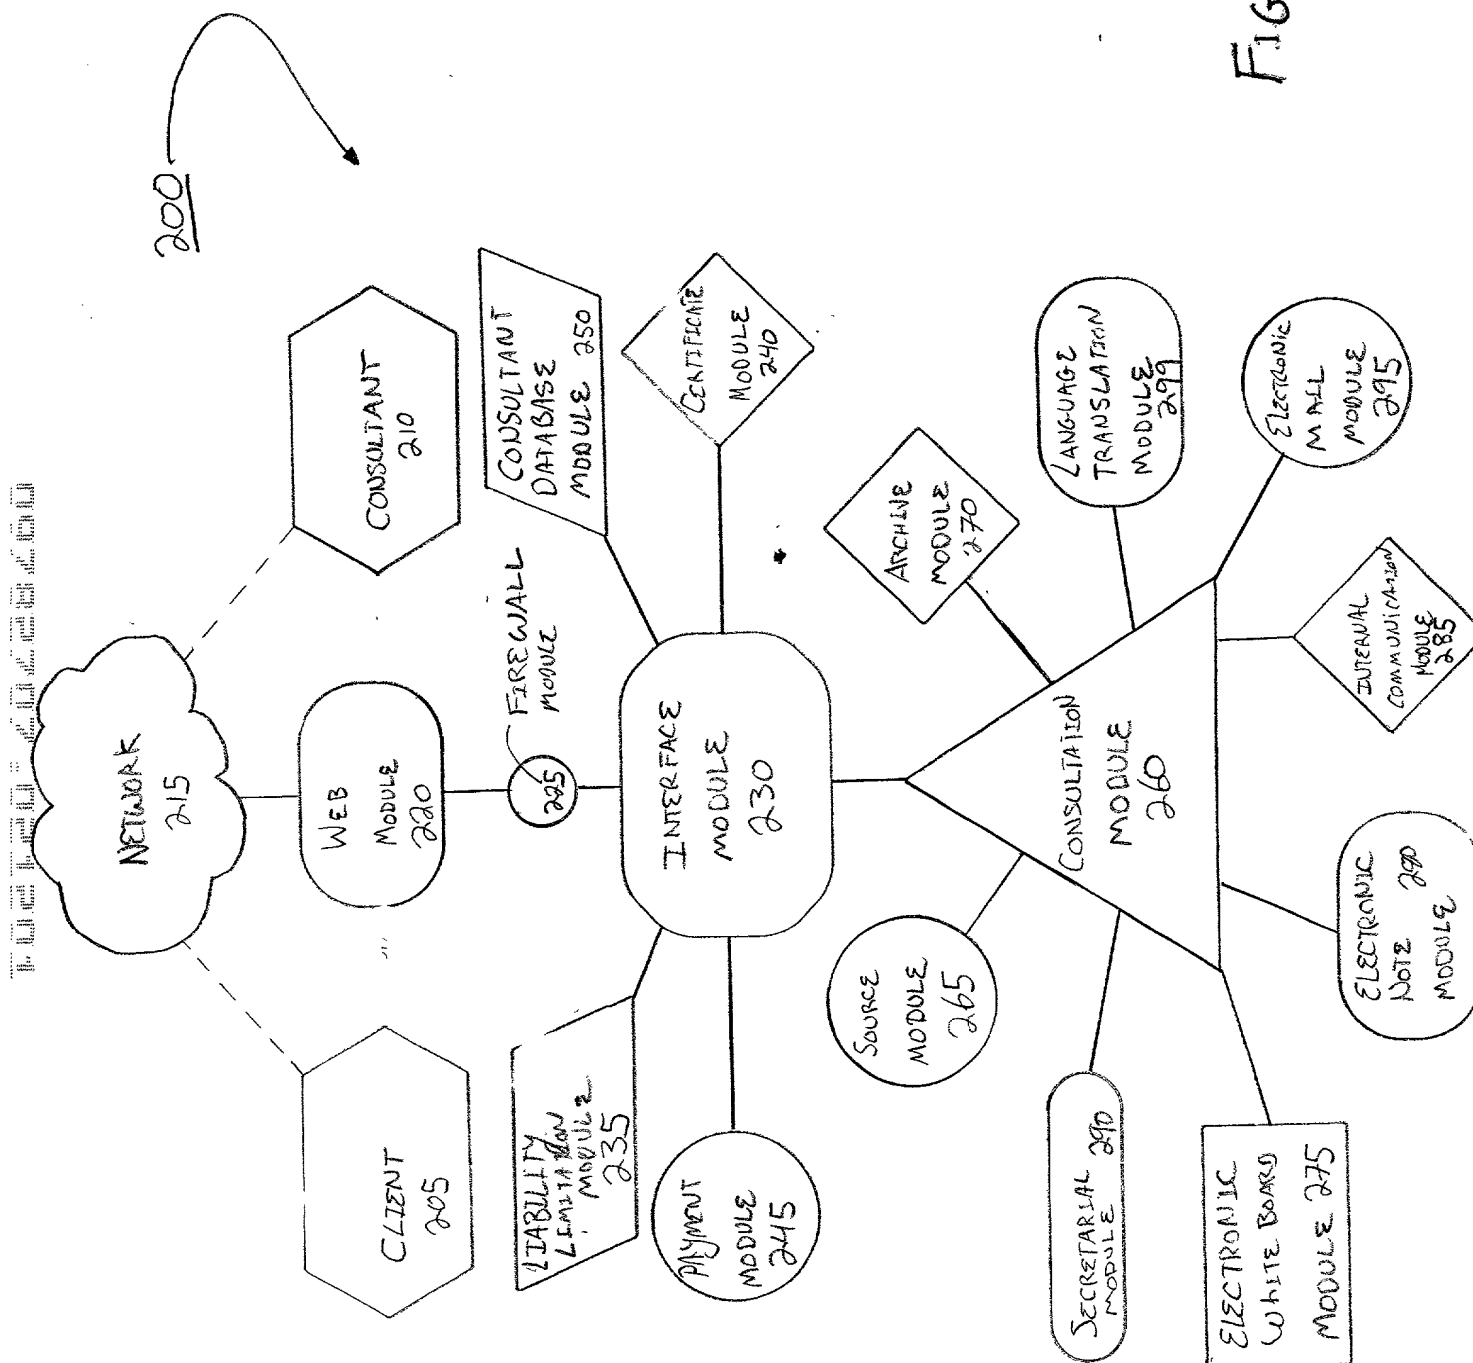 200
NETWORK
215
CLIENT
205
WEB
MODULE
220
CONSULTANT
210
FIREWALL
MODULE
225
LIABILITY
LIMITATION
MODULE
235
PAYMENT
MODULE
245
INTERFACE
MODULE
230
CONSULTANT
DATABASE
MODULE 250
CERTIFICATE
MODULE
240
SOURCE
MODULE
265
CONSULTATION
MODULE
260
ARCHIVE
MODULE
270
LANGUAGE
TRANSLATION
MODULE
299
SECRETARIAL
MODULE 290
ELECTRONIC
WHITE BOARD
MODULE 275
ELECTRONIC
NOTE
MODULE
INTERNAL
COMMUNICATION
MODULE
285
ELECTRONIC
MALL
MODULE
295
FIG